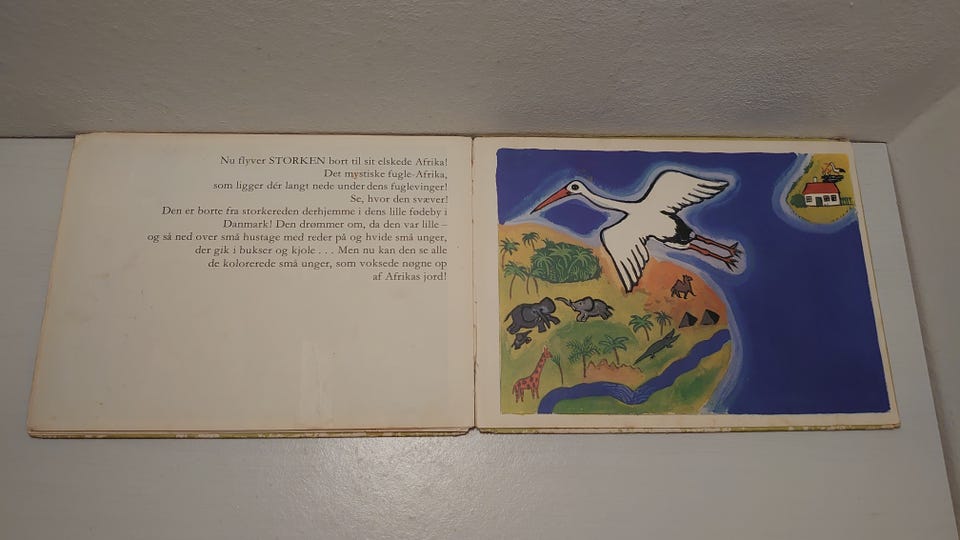 Nu flyver STORKEN bort til sit elskede Afrika!
Det mystiske fugle-Afrika,
som ligger dér langt nede under dens fuglevinger!
Se, hvor den svæver!
Den er borte fra storkereden derhjemme i dens lille fødeby i
Danmark! Den drømmer om, da den var lille –
og så ned over små hustage med reder på og hvide små unger,
der gik i bukser og kjole . . . Men nu kan den se alle
de kolorerede små unger, som voksede nøgne op
af Afrikas jord!